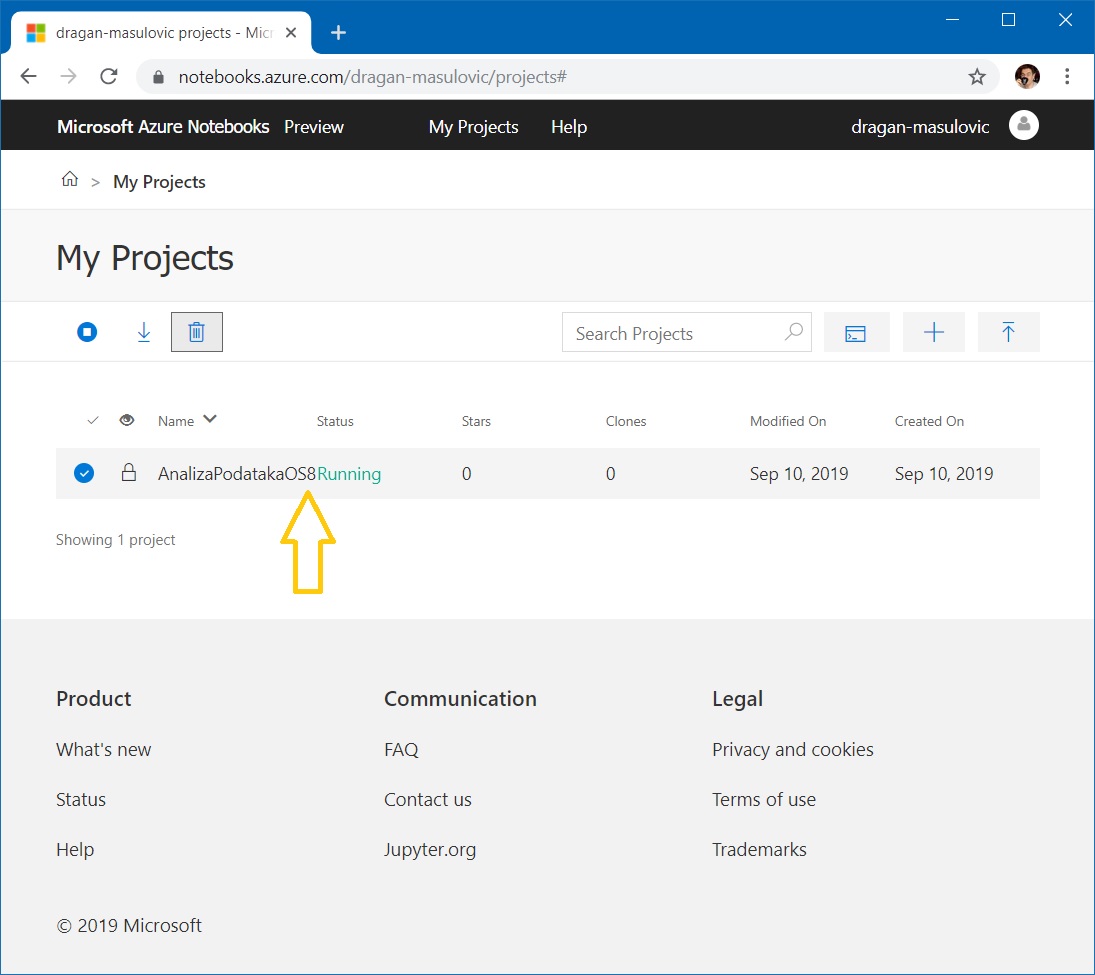 dragan-masulovic projects - Micr
notebooks.azure.com/dragan-masulovic/projects#
Microsoft Azure Notebooks Preview My Projects Help dragan-masulovic
> My Projects
My Projects
Search Projects
Name Status Stars Clones Modified On Created On
AnalizaPodatakaOS8 Running 0 0 Sep 10, 2019 Sep 10, 2019
Showing 1 project
Product Communication Legal
What's new FAQ Privacy and cookies
Status Contact us Terms of use
Help Jupyter.org Trademarks
© 2019 Microsoft